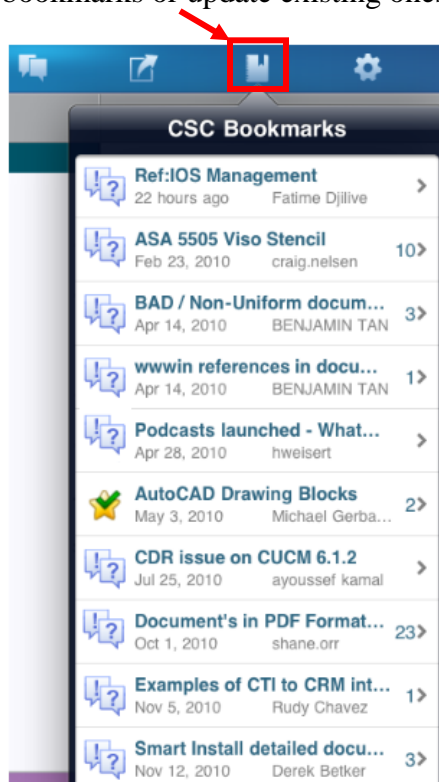 bookmarks or update existing one
CSC Bookmarks
Ref:IOS Management
22 hours ago Fatime Djilive
ASA 5505 Viso Stencil
10
Feb 23, 2010 craig.nelsen
BAD / Non-Uniform docum...
3
Apr 14, 2010 BENJAMIN TAN
wwwin references in docu...
1
Apr 14, 2010 BENJAMIN TAN
Podcasts launched - What...
Apr 28, 2010 hweisert
AutoCAD Drawing Blocks
2
May 3, 2010 Michael Gerba...
CDR issue on CUCM 6.1.2
Jul 25, 2010 ayoussef kamal
Document's in PDF Format...
23
Oct 1, 2010 shane.orr
Examples of CTI to CRM int...
1
Nov 5, 2010 Rudy Chavez
Smart Install detailed docu...
3
Nov 12, 2010 Derek Betker